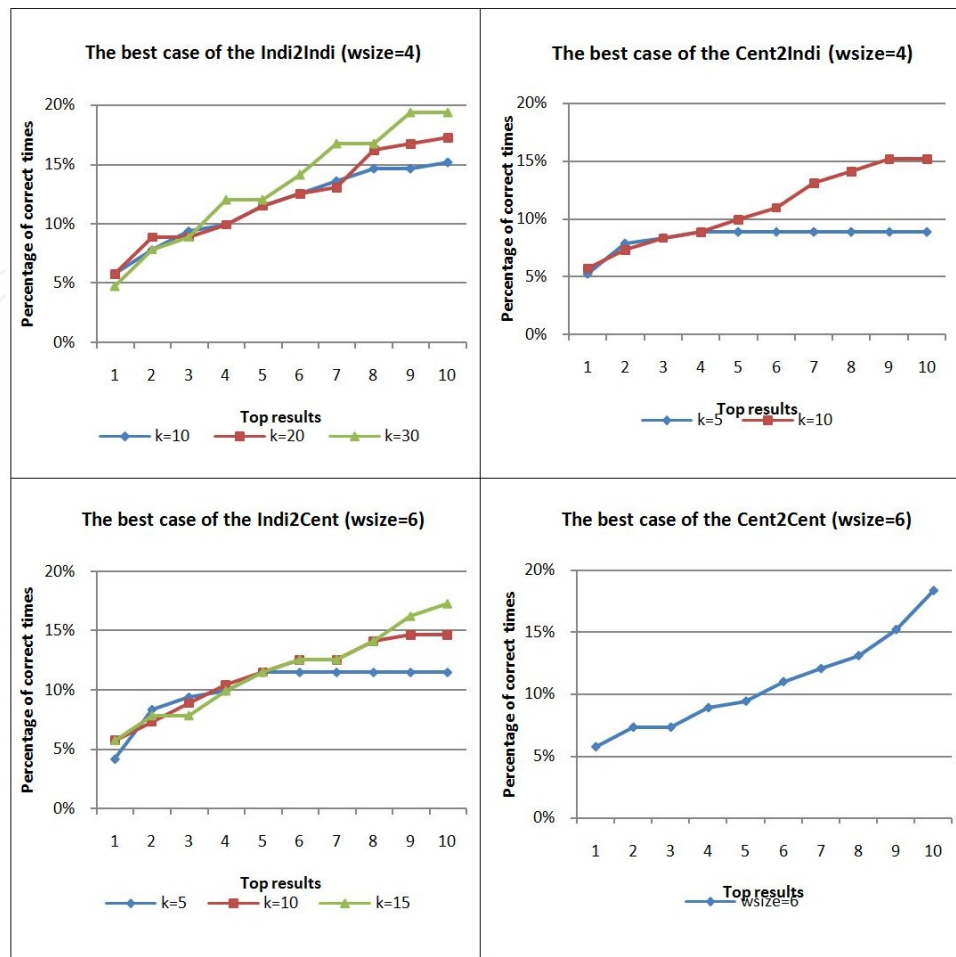 The best case of the Indi2Indi (wsize=4)
Percentage of correct times
20%
15%
10%
5%
0%
1 2 3 4 5 6 7 8 9 10
Top results
k=10 k=20 k=30
The best case of the Cent2Indi (wsize=4)
Percentage of correct times
20%
15%
10%
5%
0%
1 2 3 4 5 6 7 8 9 10
Top results
k=5 k=10
The best case of the Indi2Cent (wsize=6)
Percentage of correct times
20%
15%
10%
5%
0%
1 2 3 4 5 6 7 8 9 10
Top results
k=5 k=10 k=15
The best case of the Cent2Cent (wsize=6)
Percentage of correct times
20%
15%
10%
5%
0%
1 2 3 4 5 6 7 8 9 10
Top results
wsize=6